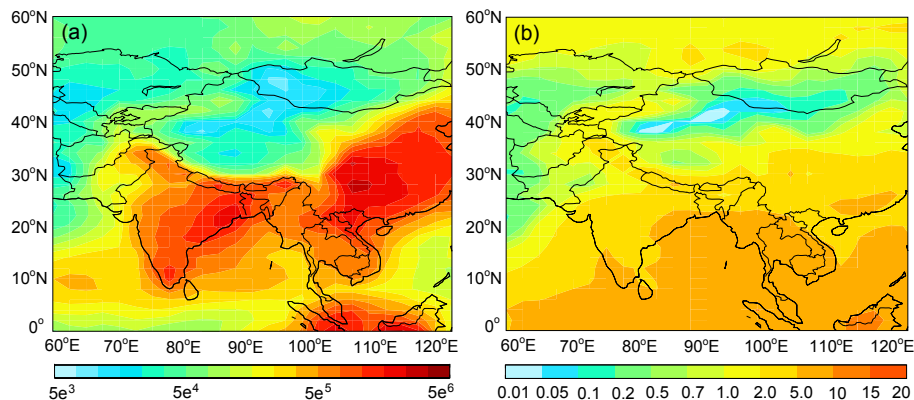 (a)
(b)
60°N 50°N 40°N 30°N 20°N 10°N 0°
60°N 50°N 40°N 30°N 20°N 10°N 0°
60°E 70°E 80°E 90°E 100°E 110°E 120°E
60°E 70°E 80°E 90°E 100°E 110°E 120°E
5e³ 5e⁴ 5e⁵ 5e⁶
0.01 0.05 0.1 0.2 0.5 0.7 1.0 2.0 5.0 10 15 20